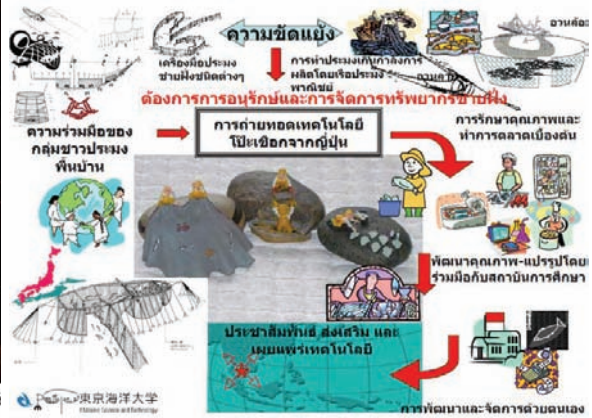 ความขัดแย้ง
อวนล้อม
เครื่องมือประมง
ชายฝั่งชนิดต่างๆ
การทำประมงเกินกำลังการ
ผลิตโดยเรือประมง
พาณิชย์
ต้องการการอนุรักษ์และการจัดการทรัพยากรชายฝั่ง
ความร่วมมือของ
กลุ่มชาวประมง
พื้นบ้าน
การถ่ายทอดเทคโนโลยี
โป๊ะเชือกจากญี่ปุ่น
การรักษาคุณภาพและ
ทำการตลาดเบื้องต้น
พัฒนาคุณภาพ-แปรรูปโดย
ร่วมมือกับสถาบันการศึกษา
ประชาสัมพันธ์ ส่งเสริม และ
เผยแพร่เทคโนโลยี
การพัฒนาและจัดการด้วยตนเอง
東京海洋大学